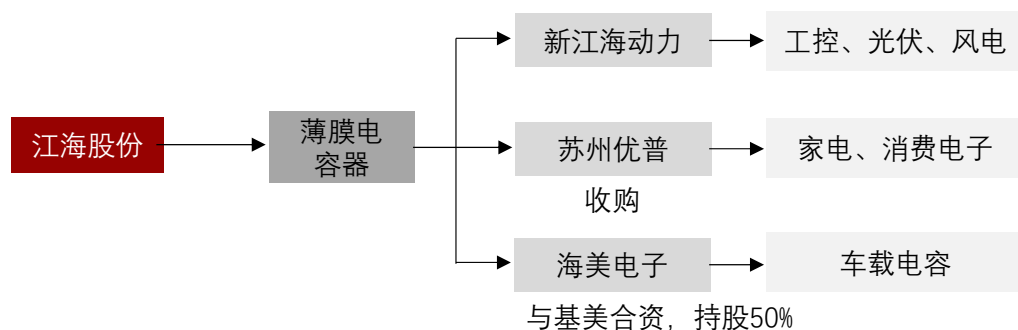 新江海动力
工控、光伏、风电
江海股份
薄膜电
容器
苏州优普
家电、消费电子
收购
海美电子
车载电容
与基美合资，持股50%